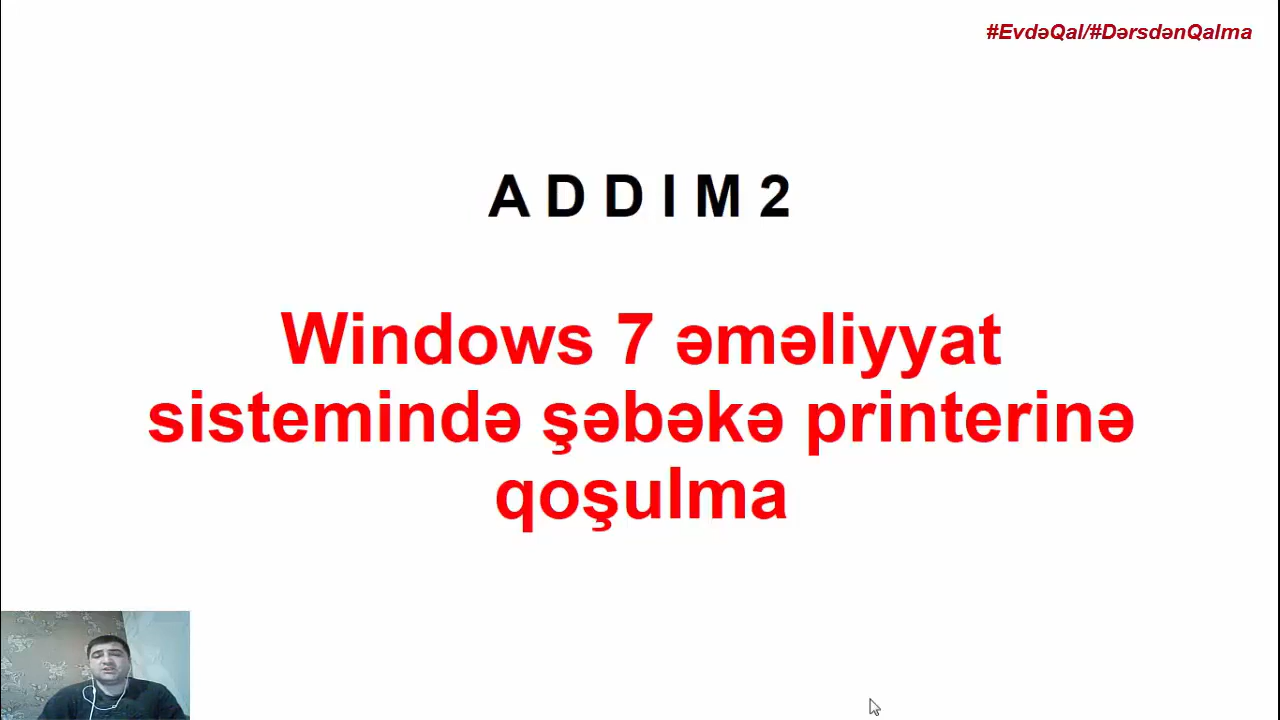 #EvdəQal/#DərsdənQalma
A D D I M 2
Windows 7 əməliyyat
sistemində şəbəkə printerinə
qoşulma